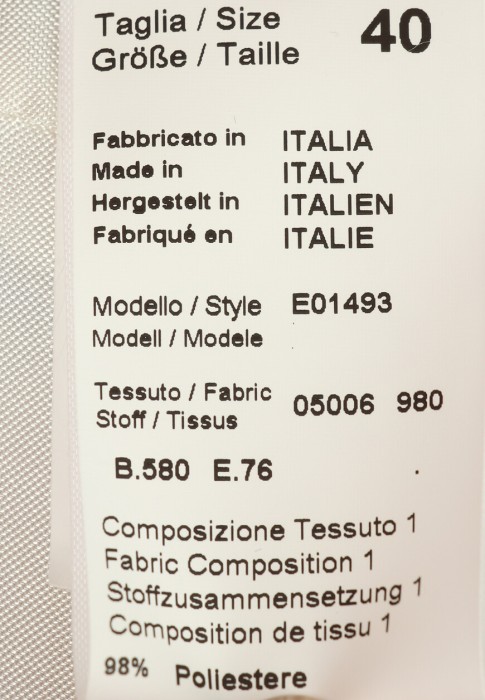 Taglia / Size 40
Größe / Taille
Fabbricato in ITALIA
Made in ITALY
Hergestelt in ITALIEN
Fabriqué en ITALIE
Modello / Style E01493
Modell / Modele
Tessuto / Fabric 05006 980
Stoff / Tissus
B.580 E.76
Composizione Tessuto 1
Fabric Composition 1
Stoffzusammensetzung 1
Composition de tissu 1
98% Poliestere